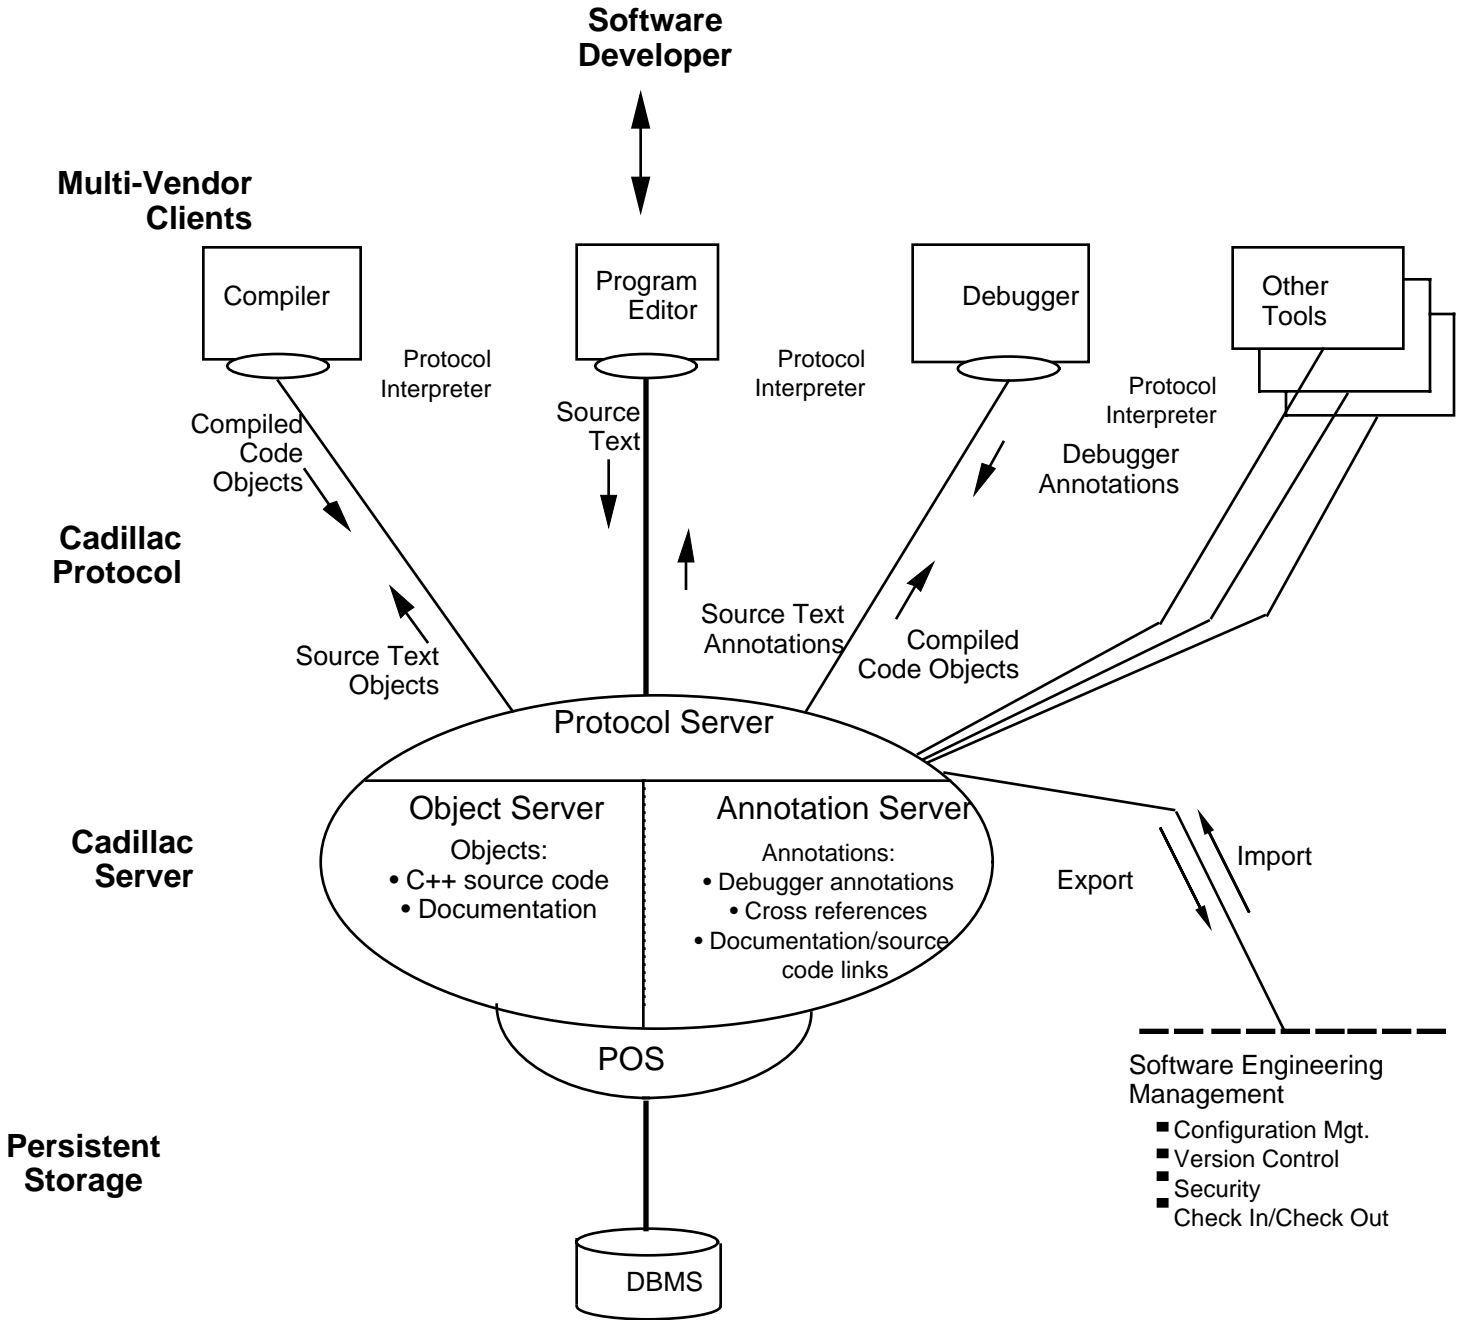 Software
Developer
Multi-Vendor
Clients
Compiler
Program
Editor
Debugger
Other
Tools
Protocol
Interpreter
Protocol
Interpreter
Protocol
Interpreter
Compiled
Code
Objects
Source
Text
Debugger
Annotations
Cadillac
Protocol
Source Text
Objects
Source Text
Annotations
Compiled
Code Objects
Protocol Server
Cadillac
Server
Object Server
Objects:
• C++ source code
• Documentation
Annotation Server
Annotations:
• Debugger annotations
• Cross references
• Documentation/source
code links
Export
Import
POS
Software Engineering
Management
Configuration Mgt.
Version Control
Security
Check In/Check Out
Persistent
Storage
DBMS